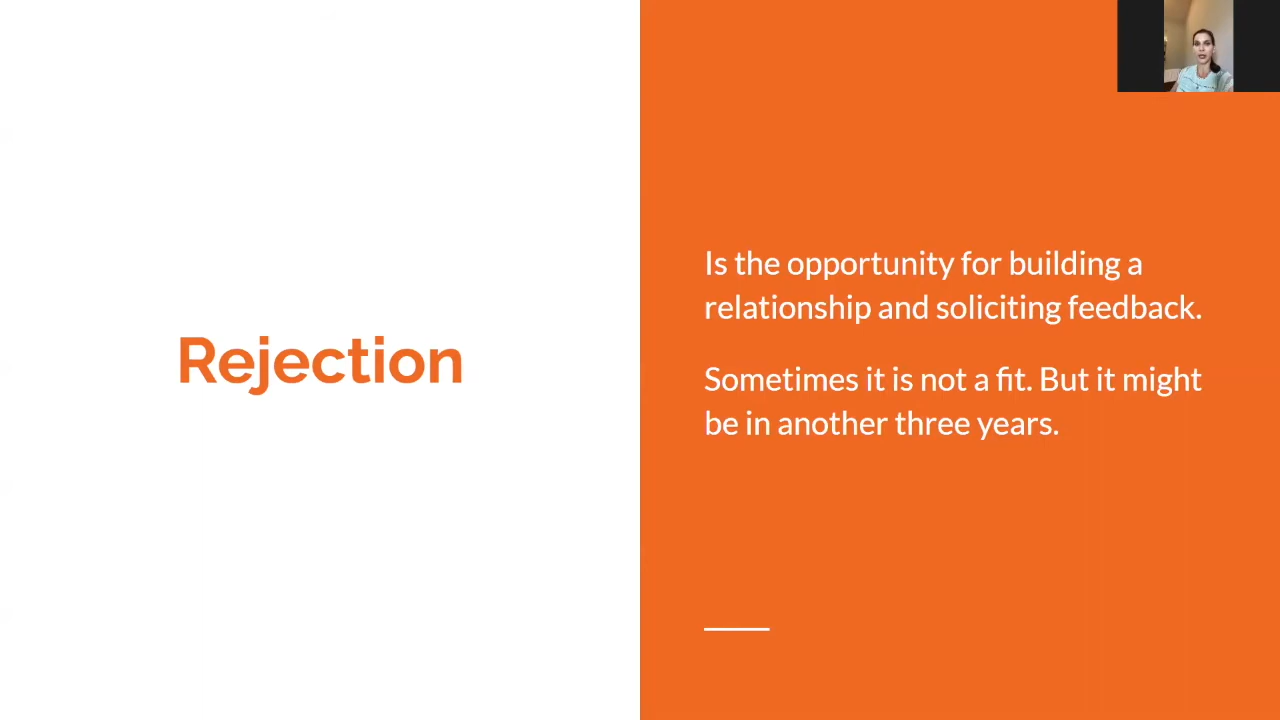 Rejection
Is the opportunity for building a
relationship and soliciting feedback.
Sometimes it is not a fit. But it might
be in another three years.